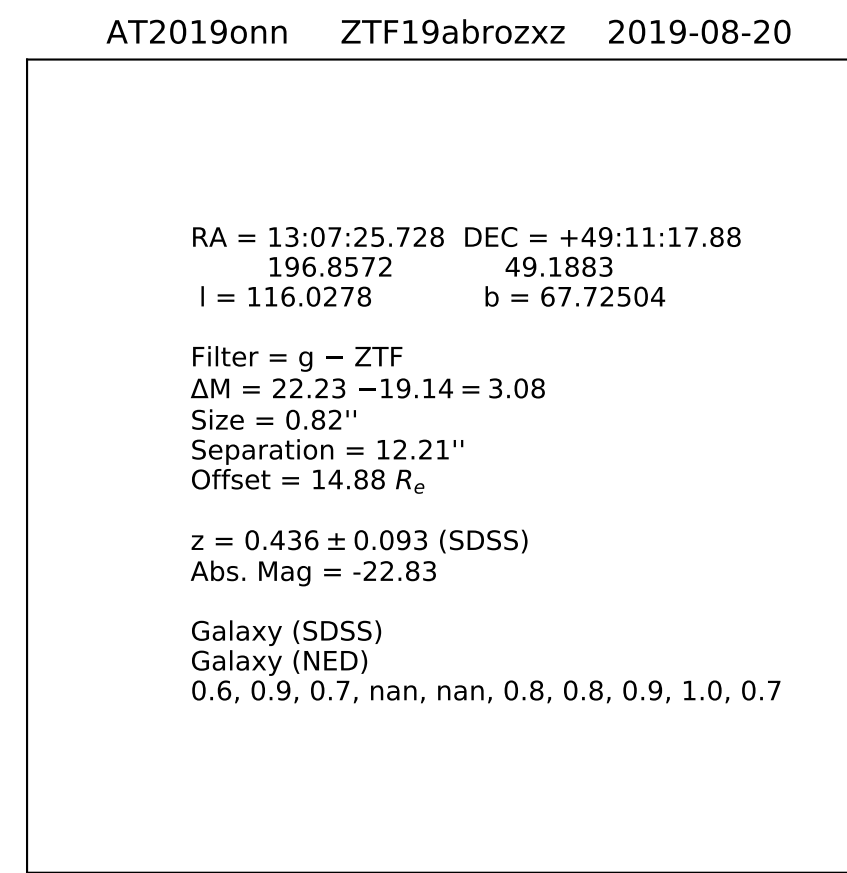 AT2019onn ZTF19abrozxz 2019-08-20
RA = 13:07:25.728 DEC = +49:11:17.88
196.8572 49.1883
l = 116.0278 b = 67.72504
Filter = g − ZTF
ΔM = 22.23 −19.14 = 3.08
Size = 0.82''
Separation = 12.21''
Offset = 14.88 Re
z = 0.436 ± 0.093 (SDSS)
Abs. Mag = -22.83
Galaxy (SDSS)
Galaxy (NED)
0.6, 0.9, 0.7, nan, nan, 0.8, 0.8, 0.9, 1.0, 0.7